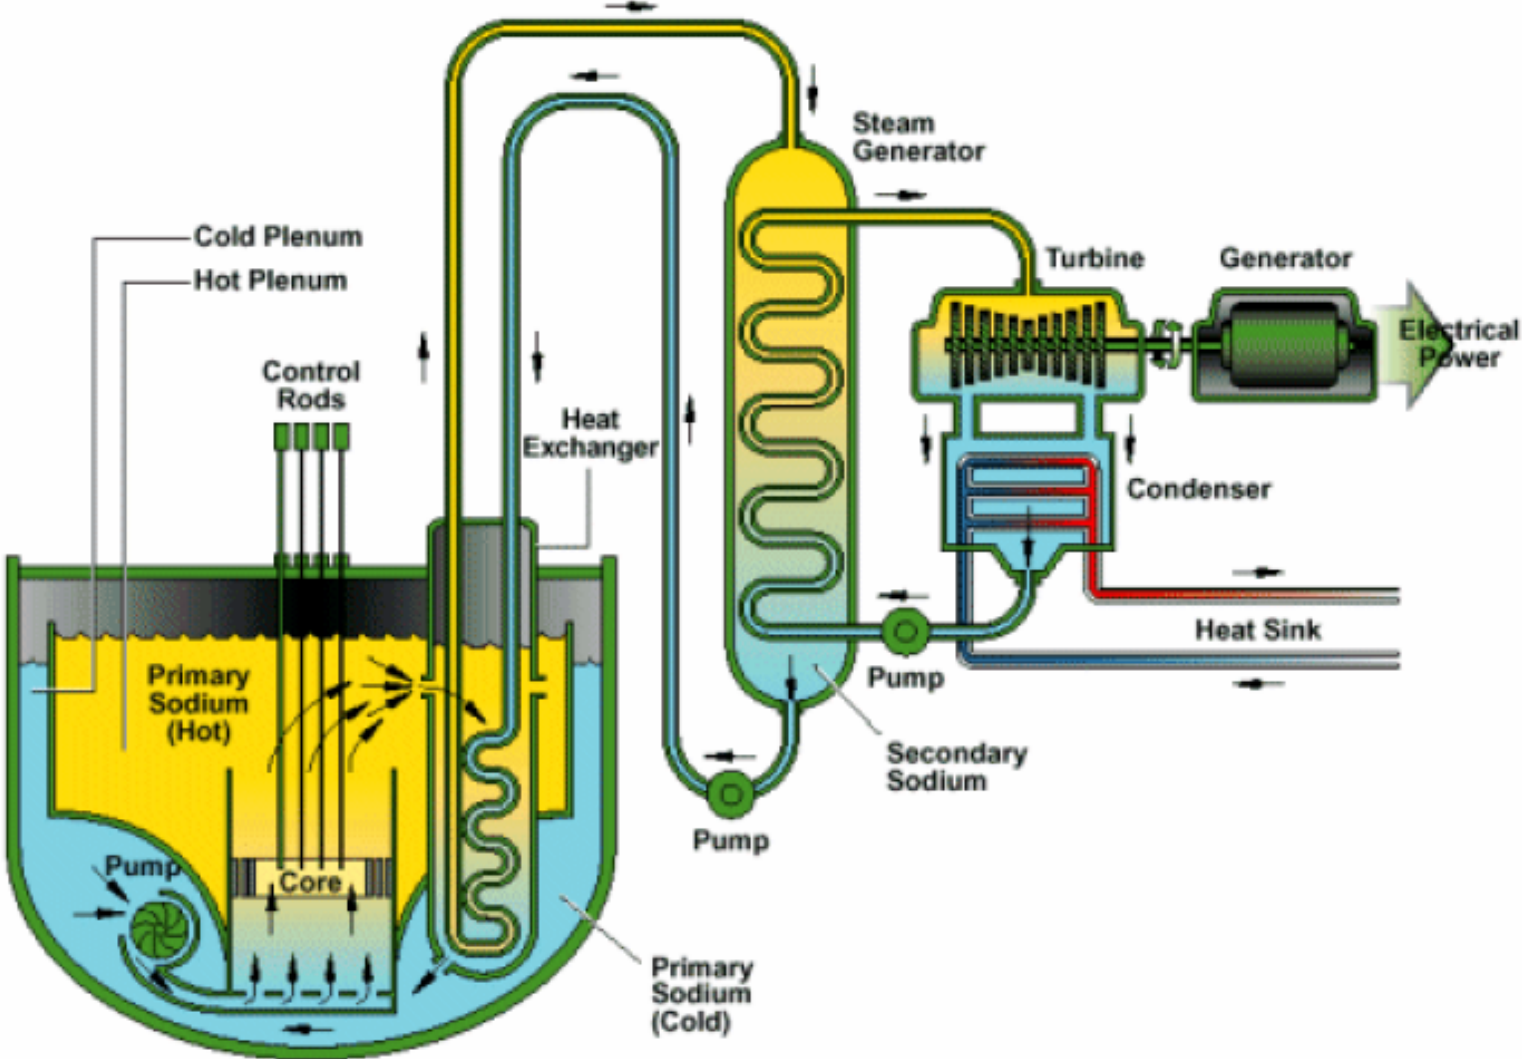 Steam
Generator
Cold Plenum
Hot Plenum
Turbine
Generator
Electrical
Power
Control
Rods
Heat
Exchanger
Condenser
Heat Sink
Primary
Sodium
(Hot)
Pump
Secondary
Sodium
Pump
Pump
Core
Primary
Sodium
(Cold)